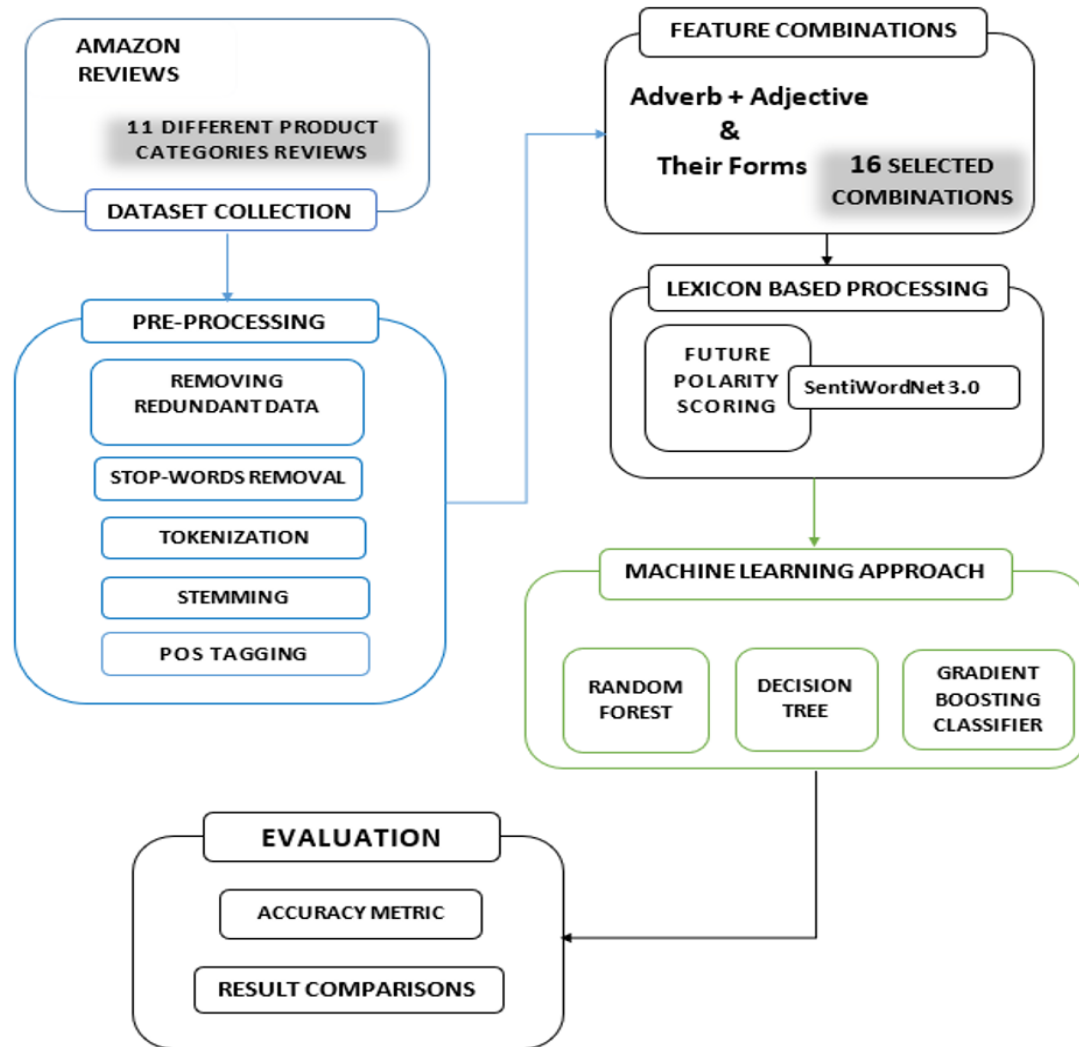 AMAZON
REVIEWS
11 DIFFERENT PRODUCT
CATEGORIES REVIEWS
DATASET COLLECTION
PRE-PROCESSING
REMOVING
REDUNDANT DATA
STOP-WORDS REMOVAL
TOKENIZATION
STEMMING
POS TAGGING
FEATURE COMBINATIONS
Adverb + Adjective
&
Their Forms
16 SELECTED
COMBINATIONS
LEXICON BASED PROCESSING
FUTURE
POLARITY
SCORING
SentiWordNet 3.0
MACHINE LEARNING APPROACH
RANDOM
FOREST
DECISION
TREE
GRADIENT
BOOSTING
CLASSIFIER
EVALUATION
ACCURACY METRIC
RESULT COMPARISONS